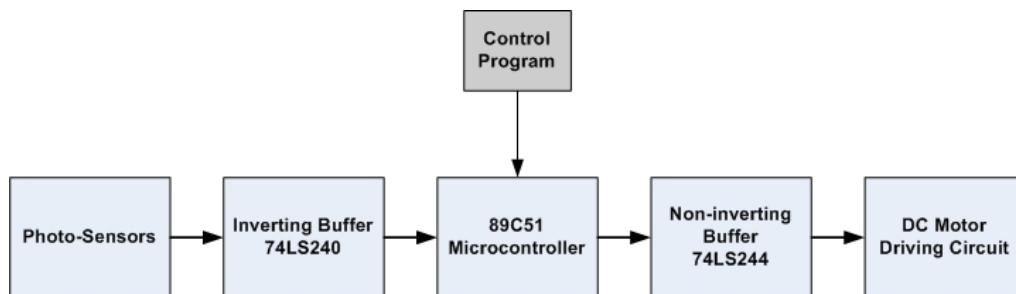 Control
Program
Photo-Sensors
Inverting Buffer
74LS240
89C51
Microcontroller
Non-inverting
Buffer
74LS244
DC Motor
Driving Circuit